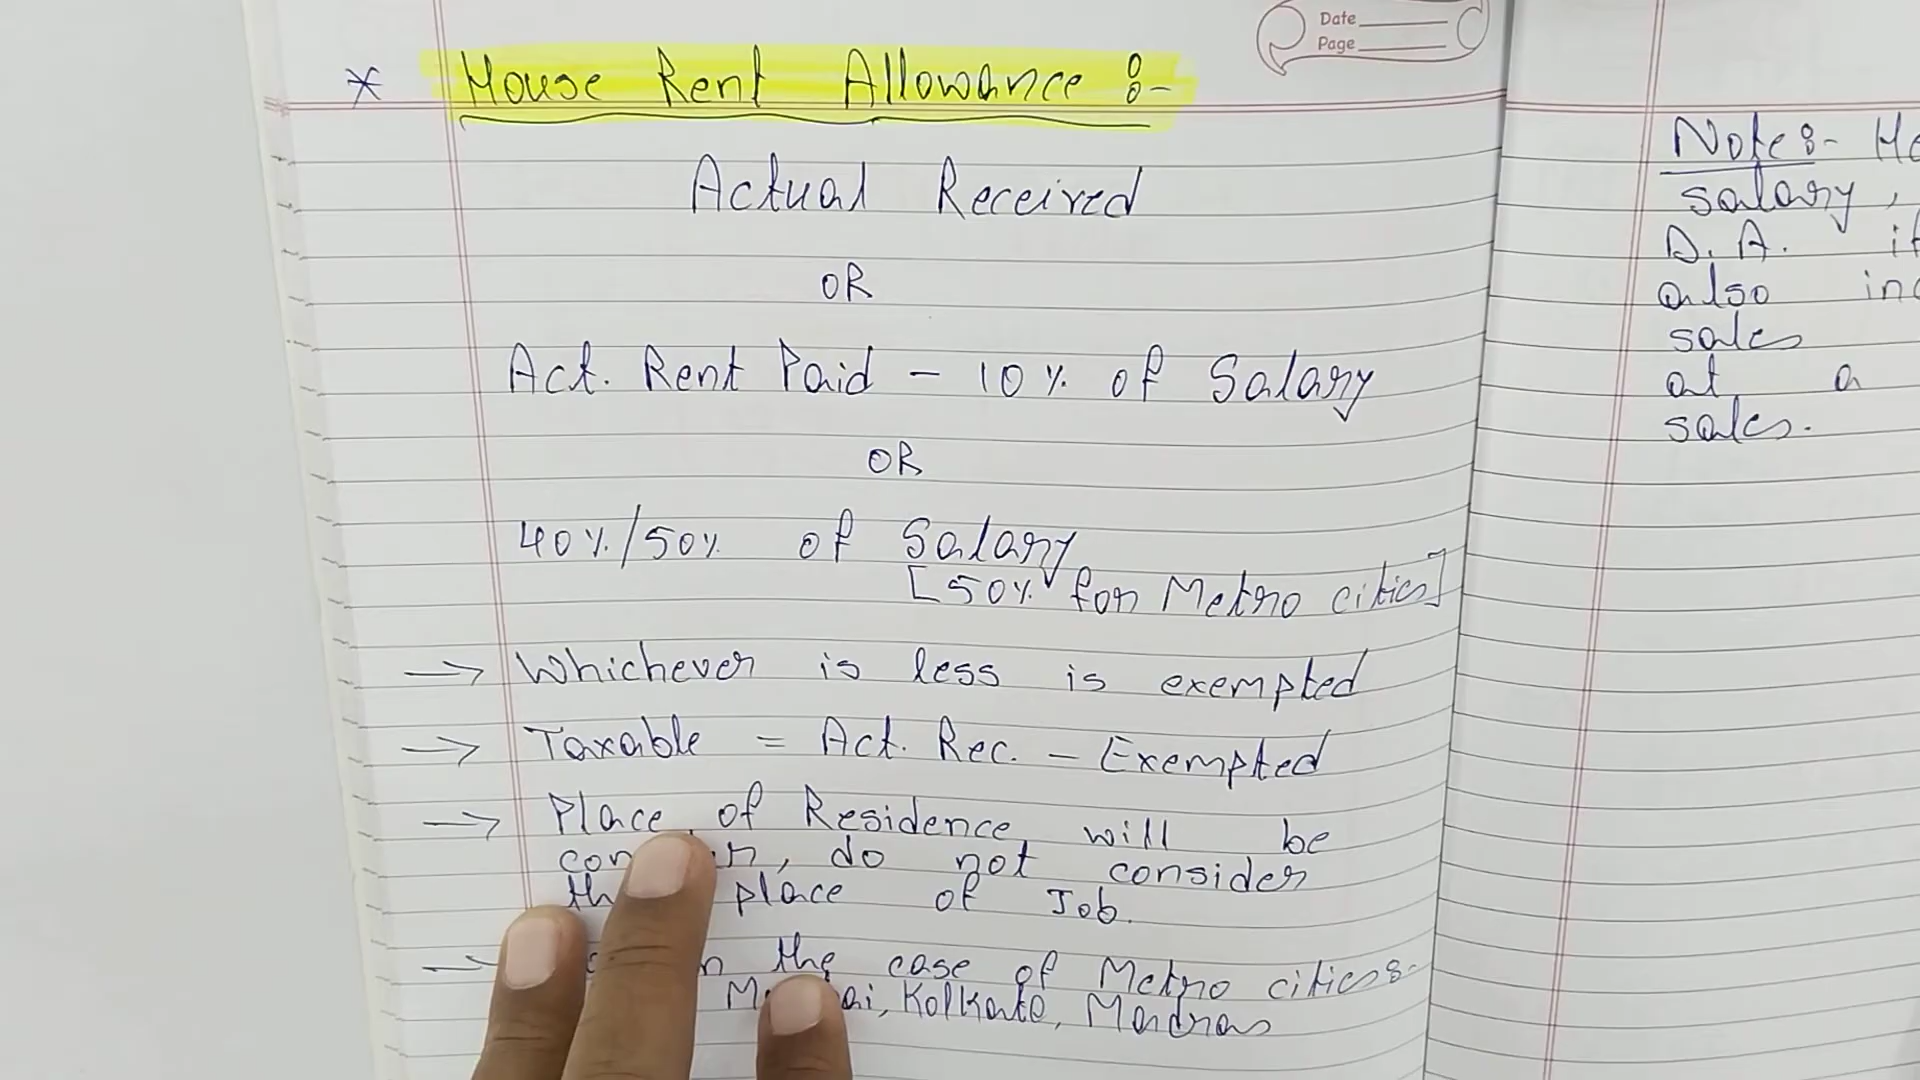 Date
Page
* House Rent Allowance :-
Actual Received
OR
Act. Rent Paid - 10% of Salary
OR
40%/50% of Salary
[50% for Metro cities]
→ Whichever is less is exempted
→ Taxable = Act. Rec. - Exempted
→ Place of Residence will be
do not consider
place of Job.
→ the case of Metro cities:-
Kolkata, Madras
Note:-
salary,
D.A. if
also
sales
at a
sales.